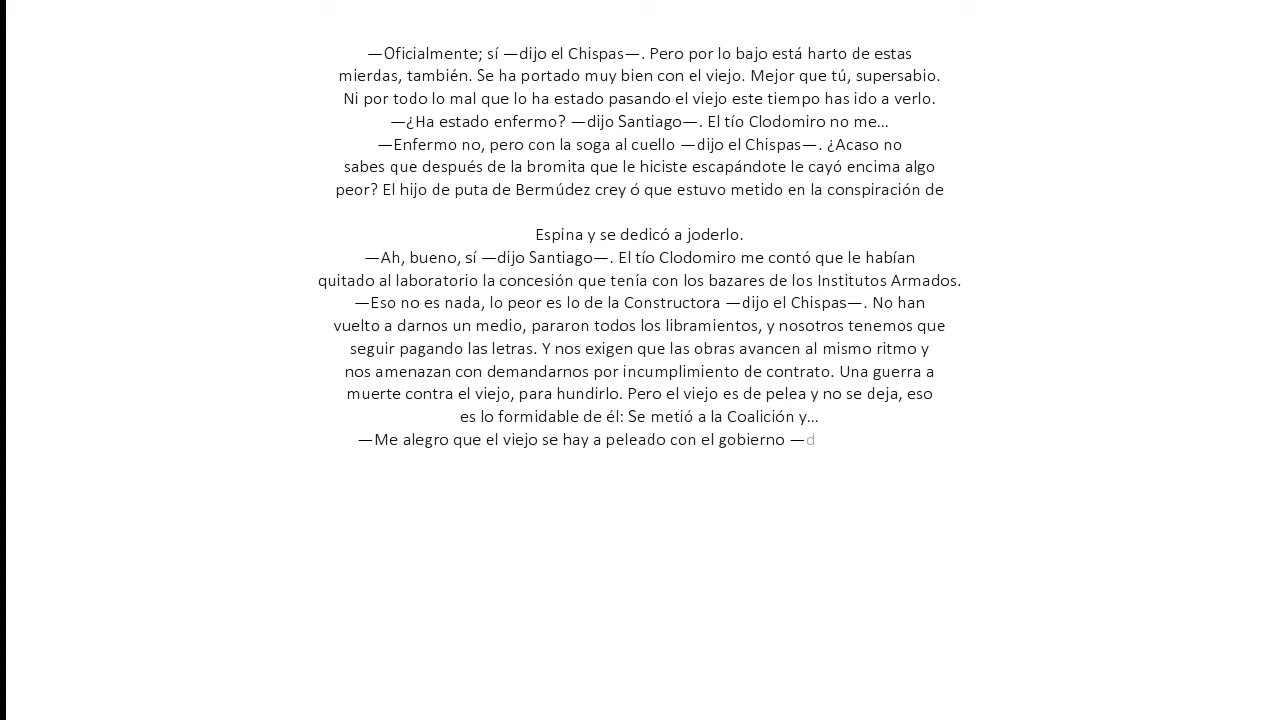 —Oficialmente; sí —dijo el Chispas—. Pero por lo bajo está harto de estas
mierdas, también. Se ha portado muy bien con el viejo. Mejor que tú, supersabio.
Ni por todo lo mal que lo ha estado pasando el viejo este tiempo has ido a verlo.
—¿Ha estado enfermo? —dijo Santiago—. El tío Clodomiro no me…
—Enfermo no, pero con la soga al cuello —dijo el Chispas—. ¿Acaso no
sabes que después de la bromita que le hiciste escapándote le cayó encima algo
peor? El hijo de puta de Bermúdez crey ó que estuvo metido en la conspiración de
Espina y se dedicó a joderlo.
—Ah, bueno, sí —dijo Santiago—. El tío Clodomiro me contó que le habían
quitado al laboratorio la concesión que tenía con los bazares de los Institutos Armados.
—Eso no es nada, lo peor es lo de la Constructora —dijo el Chispas—. No han
vuelto a darnos un medio, pararon todos los libramientos, y nosotros tenemos que
seguir pagando las letras. Y nos exigen que las obras avancen al mismo ritmo y
nos amenazan con demandarnos por incumplimiento de contrato. Una guerra a
muerte contra el viejo, para hundirlo. Pero el viejo es de pelea y no se deja, eso
es lo formidable de él: Se metió a la Coalición y…
—Me alegro que el viejo se hay a peleado con el gobierno —d